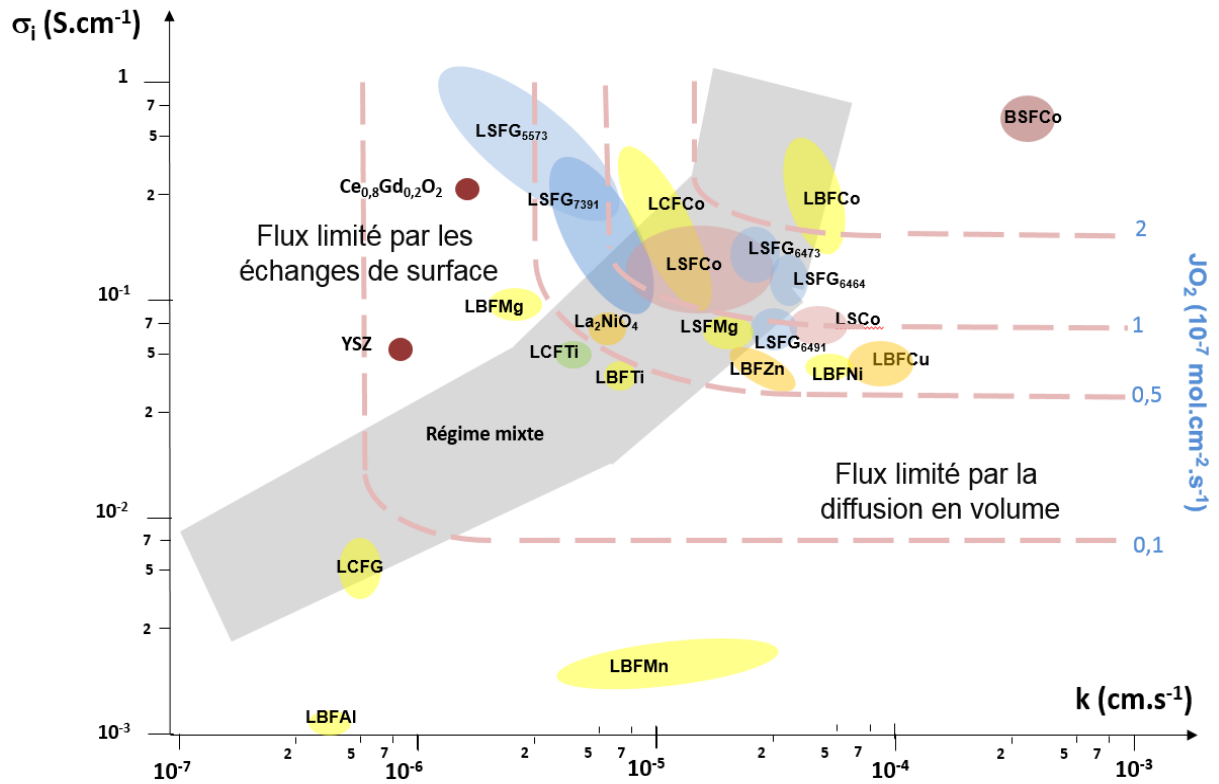 σi (S.cm-1)
1
7
5
2
10-1
7
5
2
10-2
7
5
2
10-3
BSFCo
LSFG5573
Ce0,8Gd0,2O2
LSFG7391
LCFCo
LBFCo
2
Flux limité par les
échanges de surface
LSFCo
LSFG6473
LSFG6464
LBFMg
La2NiO4
LSFMg
LSCo
1
YSZ
LCFTi
LSFG6491
LBFCu
LBFTi
LBFZn
LBFNi
0,5
JO2 (10-7 mol.cm-2.s-1)
Régime mixte
Flux limité par la
diffusion en volume
0,1
LCFG
LBFMn
LBFAl
k (cm.s-1)
10-7
2
5
7
10-6
2
5
7
10-5
2
5
7
10-4
2
5
7
10-3